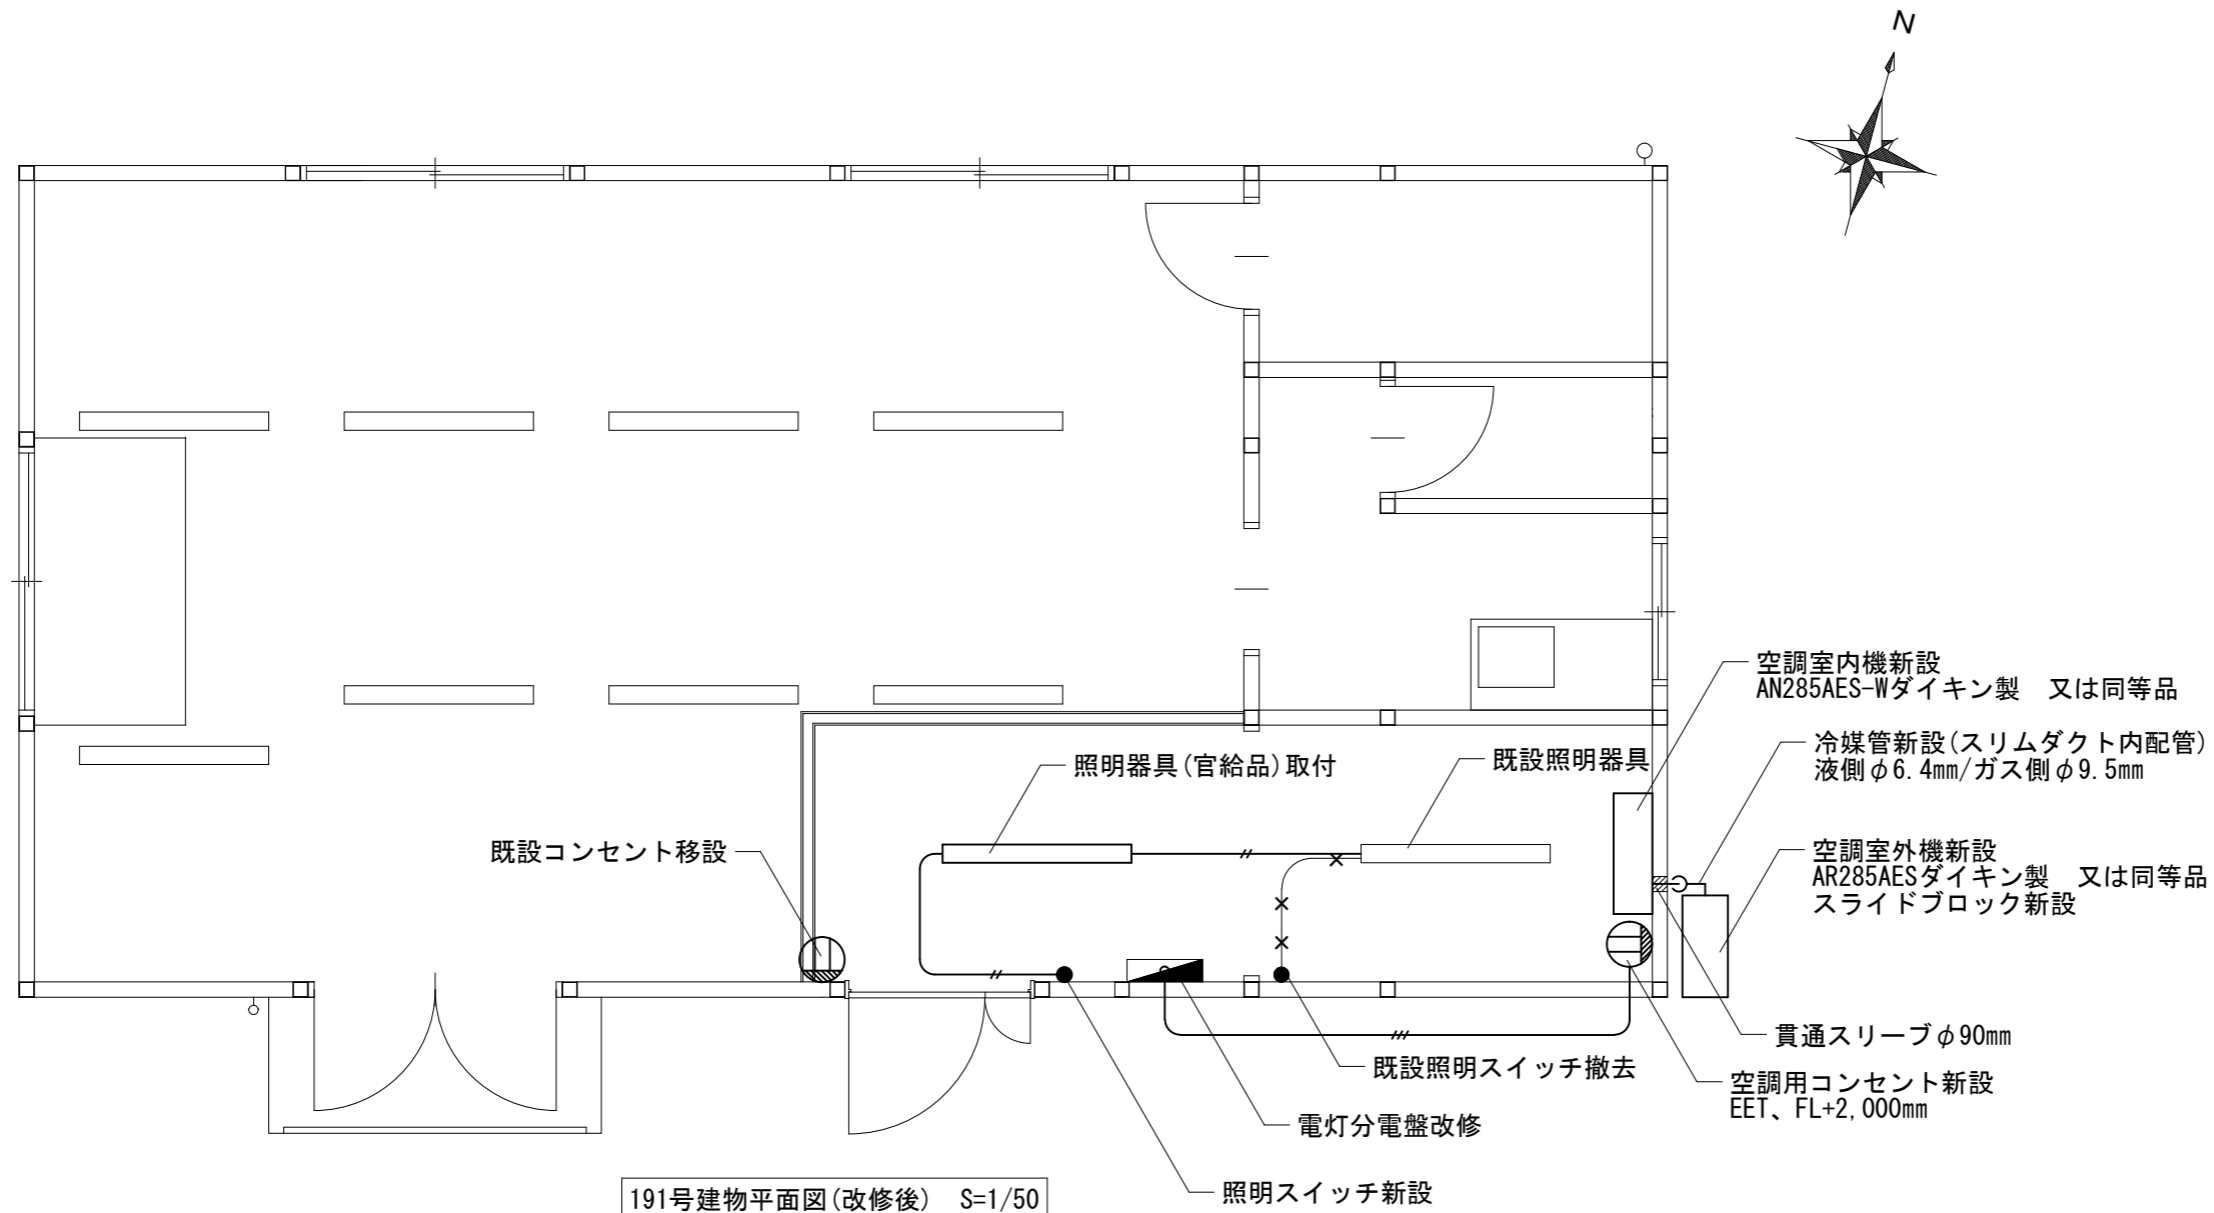 N
空調室内機新設
AN285AES-Wダイキン製 又は同等品
冷媒管新設(スリムダクト内配管)
液側φ6.4mm/ガス側φ9.5mm
照明器具(官給品)取付
既設照明器具
既設コンセント移設
空調室外機新設
AR285AESダイキン製 又は同等品
スライドブロック新設
貫通スリーブφ90mm
既設照明スイッチ撤去
空調用コンセント新設
EET、FL+2,000mm
電灯分電盤改修
照明スイッチ新設
191号建物平面図(改修後) S=1/50